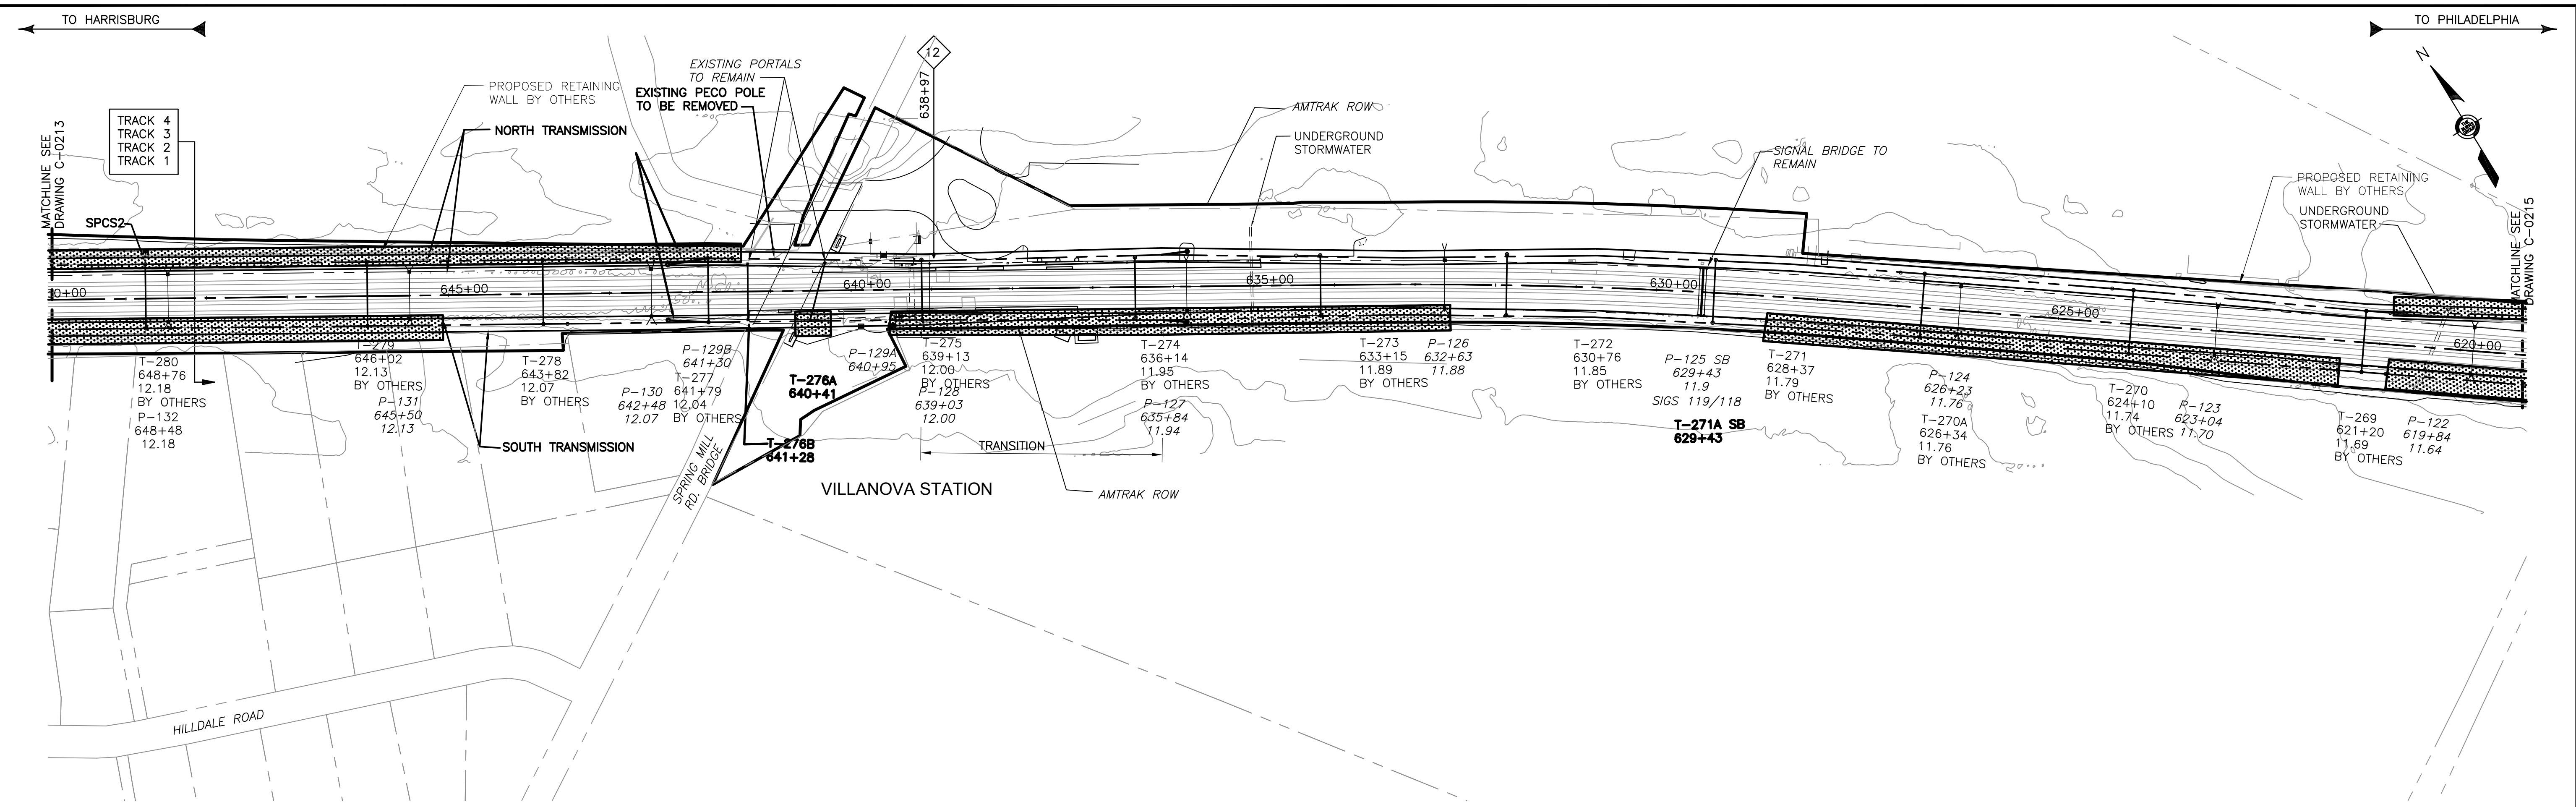 TO HARRISBURG
TO PHILADELPHIA
N
12
638+97
EXISTING PORTALS
TO REMAIN
PROPOSED RETAINING
WALL BY OTHERS
EXISTING PECO POLE
TO BE REMOVED
AMTRAK ROW
TRACK 4
TRACK 3
TRACK 2
TRACK 1
NORTH TRANSMISSION
UNDERGROUND
STORMWATER
SIGNAL BRIDGE TO
REMAIN
PROPOSED RETAINING
WALL BY OTHERS
UNDERGROUND
STORMWATER
MATCHLINE SEE
DRAWING C-0213
MATCHLINE SEE
DRAWING C-0215
SPCS2
0+00
645+00
640+00
635+00
630+00
625+00
620+00
T-280
648+76
12.18
BY OTHERS
P-132
648+48
12.18
T-279
646+02
12.13
BY OTHERS
P-131
645+50
12.13
T-278
643+82
12.07
BY OTHERS
P-130
642+48
12.07
P-129B
641+30
T-277
641+79
12.04
BY OTHERS
T-276A
640+41
T-276B
641+28
P-129A
640+95
T-275
639+13
12.00
BY OTHERS
P-128
639+03
12.00
T-274
636+14
11.95
BY OTHERS
P-127
635+84
11.94
T-273
633+15
11.89
BY OTHERS
P-126
632+63
11.88
T-272
630+76
11.85
BY OTHERS
P-125 SB
629+43
11.9
SIGS 119/118
T-271A SB
629+43
T-271
628+37
11.79
BY OTHERS
P-124
626+23
11.76
T-270A
626+34
11.76
BY OTHERS
T-270
624+10
11.74
BY OTHERS
P-123
623+04
11.70
T-269
621+20
11.69
BY OTHERS
P-122
619+84
11.64
SOUTH TRANSMISSION
TRANSITION
SPRING MILL
RD. BRIDGE
VILLANOVA STATION
AMTRAK ROW
HILLDALE ROAD